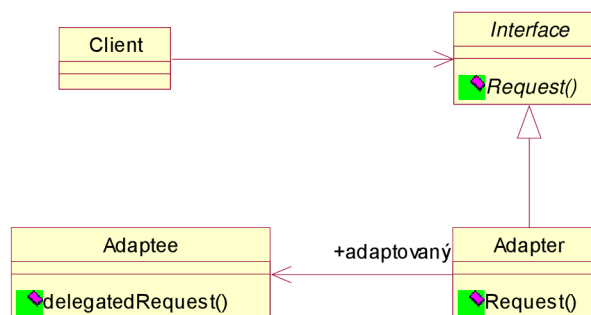 Client
Interface
Request()
Adaptee
+adaptovaný
Adapter
delegatedRequest()
Request()